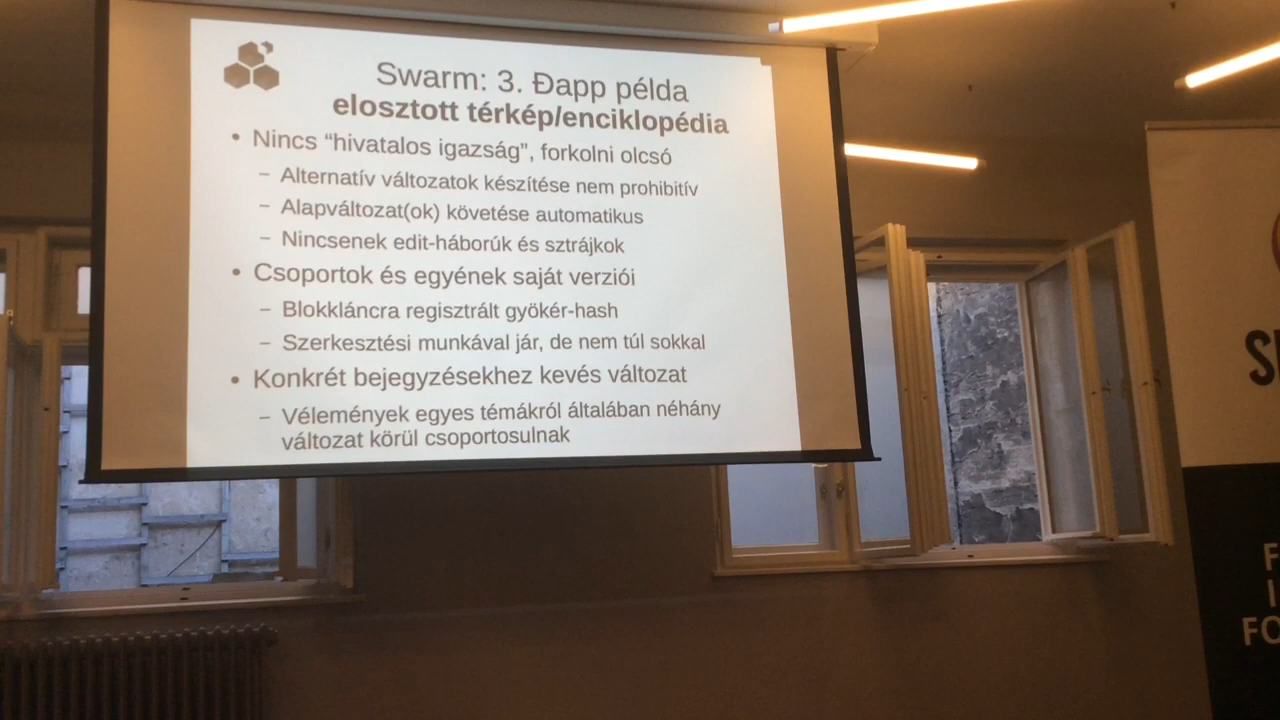 Swarm: 3. Đapp példa
elosztott térkép/enciklopédia
• Nincs “hivatalos igazság”, forkolni olcsó
– Alternatív változatok készítése nem prohibitív
– Alapváltozat(ok) követése automatikus
– Nincsenek edit-háborúk és sztrájkok
• Csoportok és egyének saját verziói
– Blokkláncra regisztrált gyökér-hash
– Szerkesztési munkával jár, de nem túl sokkal
• Konkrét bejegyzésekhez kevés változat
– Vélemények egyes témákról általában néhány
változat körül csoportosulnak